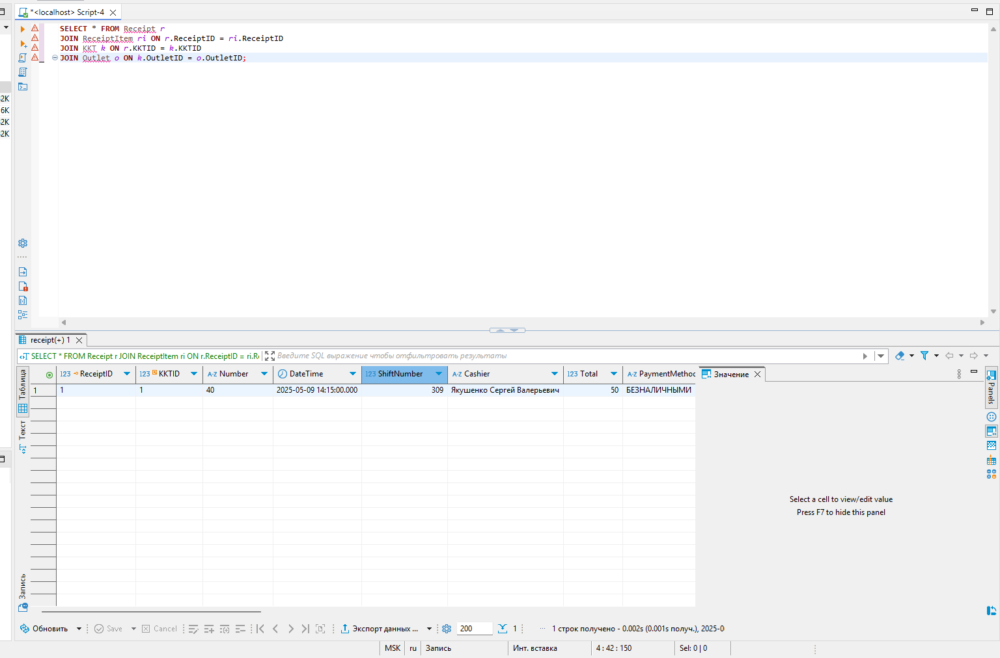 *<localhost> Script-4
2K
6K
2K
2K
SELECT * FROM Receipt r
JOIN ReceiptItem ri ON r.ReceiptID = ri.ReceiptID
JOIN KKT k ON r.KKTID = k.KKTID
JOIN Outlet o ON k.OutletID = o.OutletID;
receipt(+) 1
SELECT * FROM Receipt r JOIN ReceiptItem ri ON r.ReceiptID = ri.R
Введите SQL выражение чтобы отфильтровать результаты
Таблица
Текст
Запись
123 ReceiptID 123 KKTID A-Z Number DateTime 123 ShiftNumber A-Z Cashier 123 Total A-Z PaymentMethod
1 1 1 40 2025-05-09 14:15:00.000 309 Якушенко Сергей Валерьевич 50 БЕЗНАЛИЧНЫМИ
Значение
Select a cell to view/edit value
Press F7 to hide this panel
Panels
Обновить Save Cancel Экспорт данных ... 200 1 ... 1 строк получено - 0.002s (0.001s получ.), 2025-0
MSK ru Запись Инт. вставка 4 : 42 : 150 Sel: 0 | 0